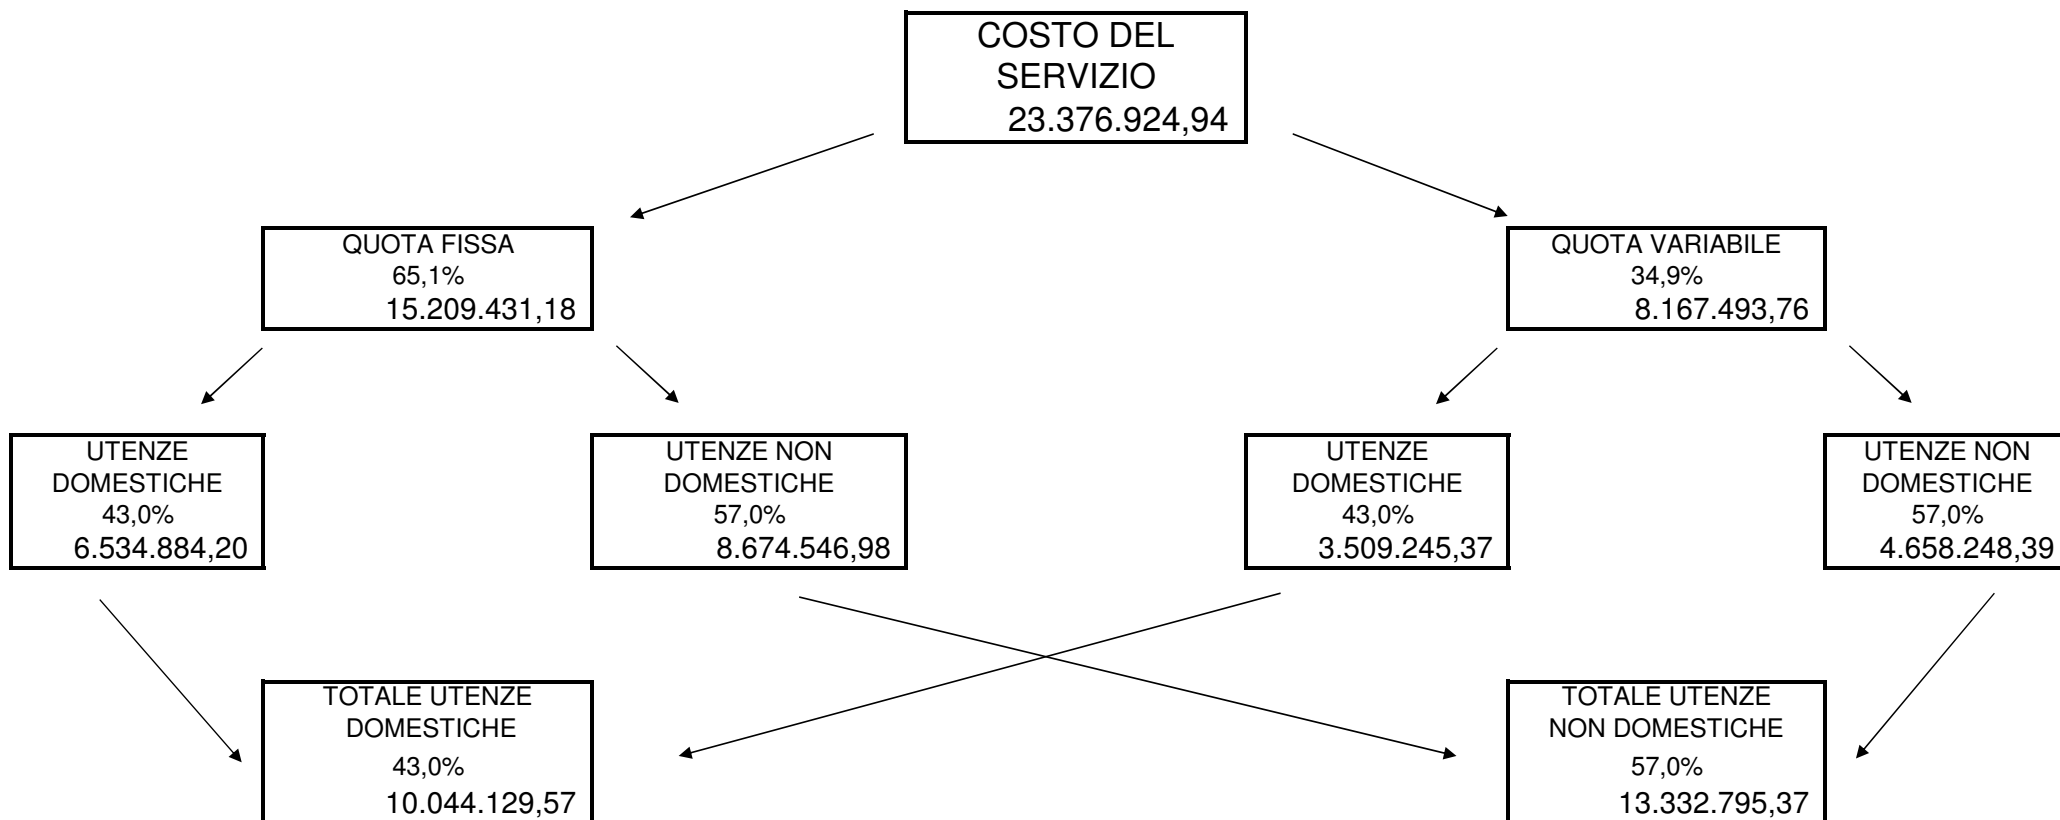 COSTO DEL
SERVIZIO
23.376.924,94
QUOTA FISSA
65,1%
15.209.431,18
QUOTA VARIABILE
34,9%
8.167.493,76
UTENZE
DOMESTICHE
43,0%
6.534.884,20
UTENZE NON
DOMESTICHE
57,0%
8.674.546,98
UTENZE
DOMESTICHE
43,0%
3.509.245,37
UTENZE NON
DOMESTICHE
57,0%
4.658.248,39
TOTALE UTENZE
DOMESTICHE
43,0%
10.044.129,57
TOTALE UTENZE
NON DOMESTICHE
57,0%
13.332.795,37